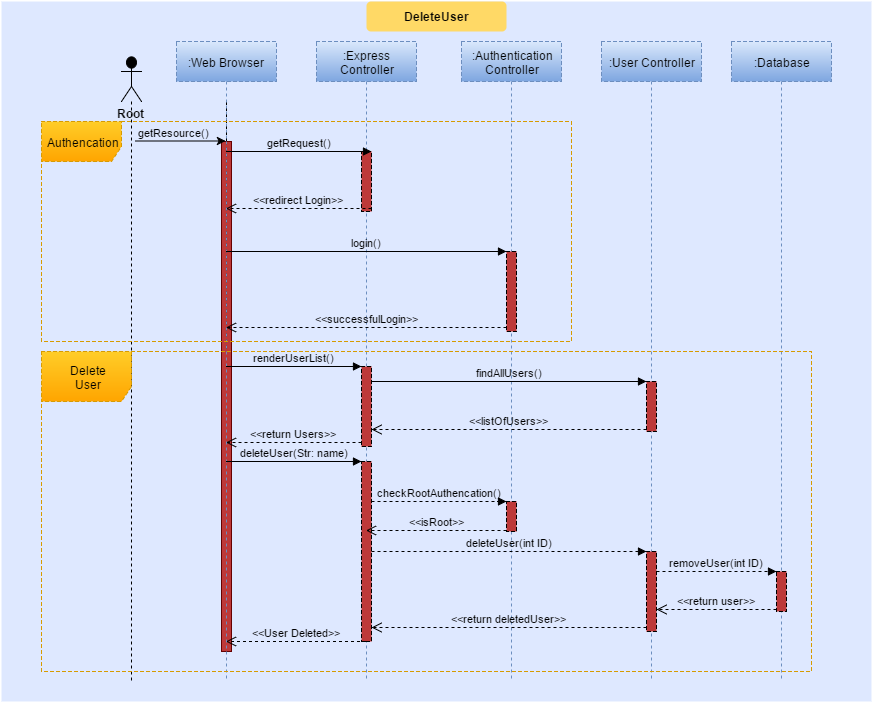 DeleteUser
:Web Browser
:Express
Controller
:Authentication
Controller
:User Controller
:Database
Root
Authencation
getResource()
getRequest()
<<redirect Login>>
login()
<<successfulLogin>>
Delete
User
renderUserList()
findAllUsers()
<<listOfUsers>>
<<return Users>>
deleteUser(Str: name)
checkRootAuthencation()
<<isRoot>>
deleteUser(int ID)
removeUser(int ID)
<<return user>>
<<return deletedUser>>
<<User Deleted>>